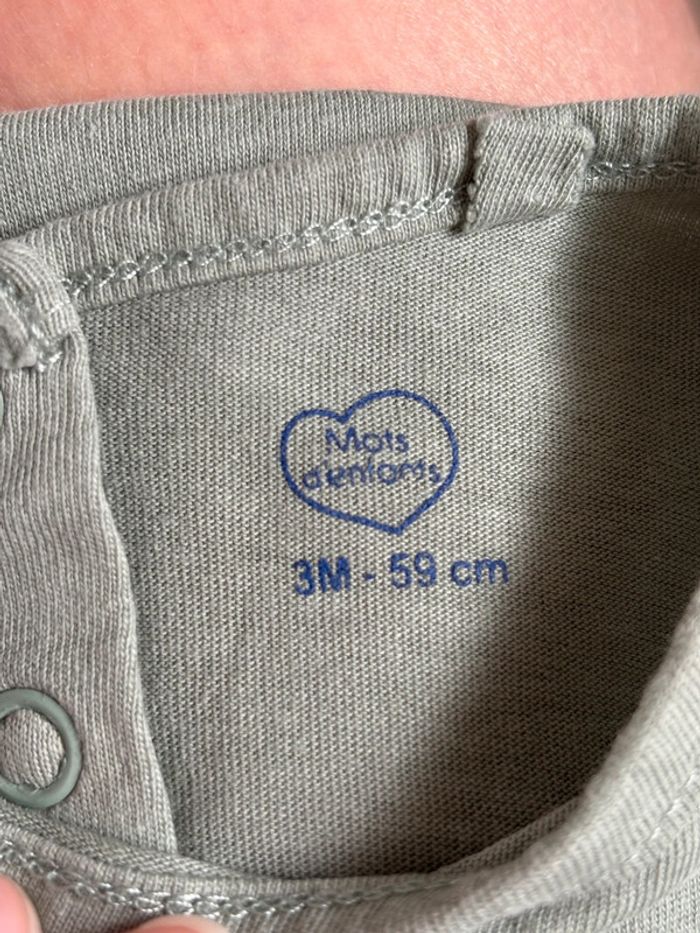 Mots
d'enfants
3M - 59 cm